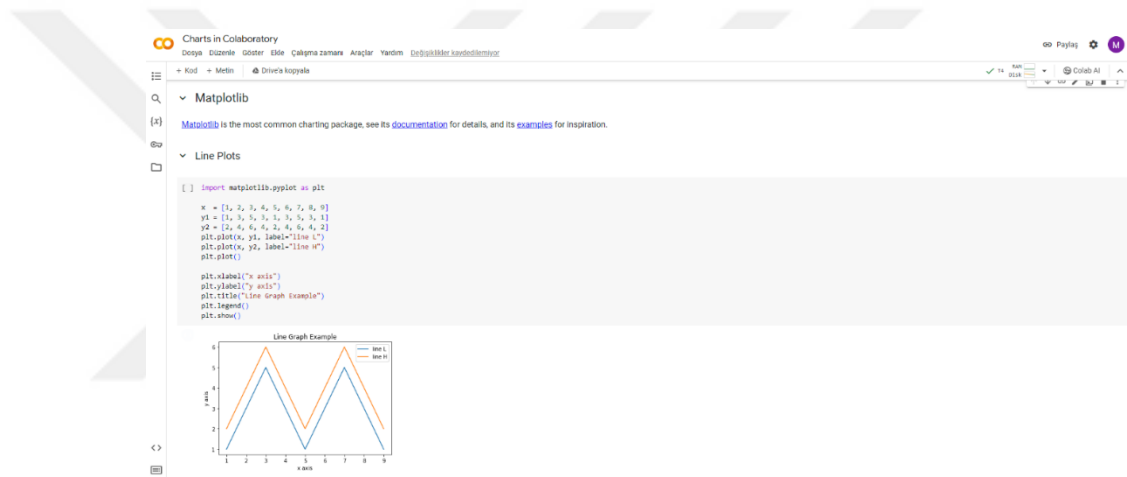 Charts in Colaboratory
Dosya Düzenle Göster Ekle Çalışma zamanı Araçlar Yardım Değişiklikler kaydedilemiyor
Paylaş
M
+ Kod + Metin Drive'a kopyala
RAM
Disk
Colab AI
Matplotlib
{x}
Matplotlib is the most common charting package, see its documentation for details, and its examples for inspiration.
Line Plots
[ ] import matplotlib.pyplot as plt
x = [1, 2, 3, 4, 5, 6, 7, 8, 9]
y1 = [1, 3, 5, 3, 1, 3, 5, 3, 1]
y2 = [2, 4, 6, 4, 2, 4, 6, 4, 2]
plt.plot(x, y1, label="line L")
plt.plot(x, y2, label="line H")
plt.plot()
plt.xlabel("x axis")
plt.ylabel("y axis")
plt.title("Line Graph Example")
plt.legend()
plt.show()
Line Graph Example
line L
line H
6
5
4
3
2
1
y axis
1 2 3 4 5 6 7 8 9
x axis